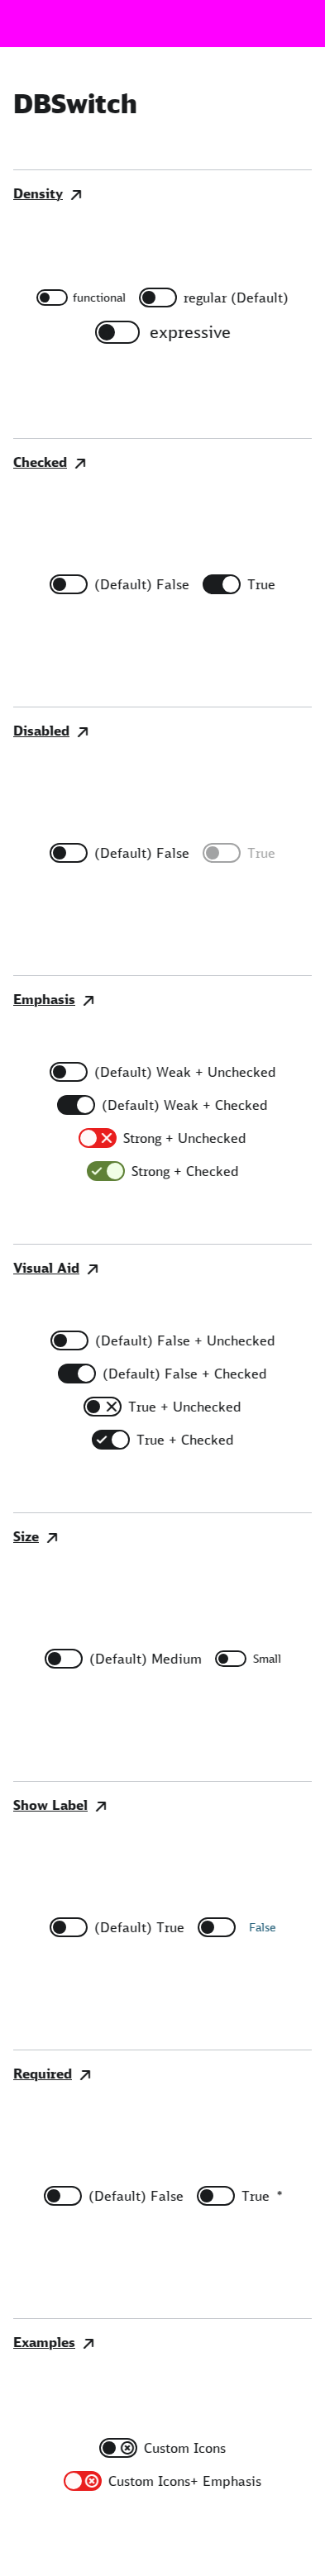 DBSwitch
Density
functional regular (Default)
expressive
Checked
(Default) False True
Disabled
(Default) False True
Emphasis
(Default) Weak + Unchecked
(Default) Weak + Checked
Strong + Unchecked
Strong + Checked
Visual Aid
(Default) False + Unchecked
(Default) False + Checked
True + Unchecked
True + Checked
Size
(Default) Medium Small
Show Label
(Default) True False
Required
(Default) False True *
Examples
Custom Icons
Custom Icons+ Emphasis